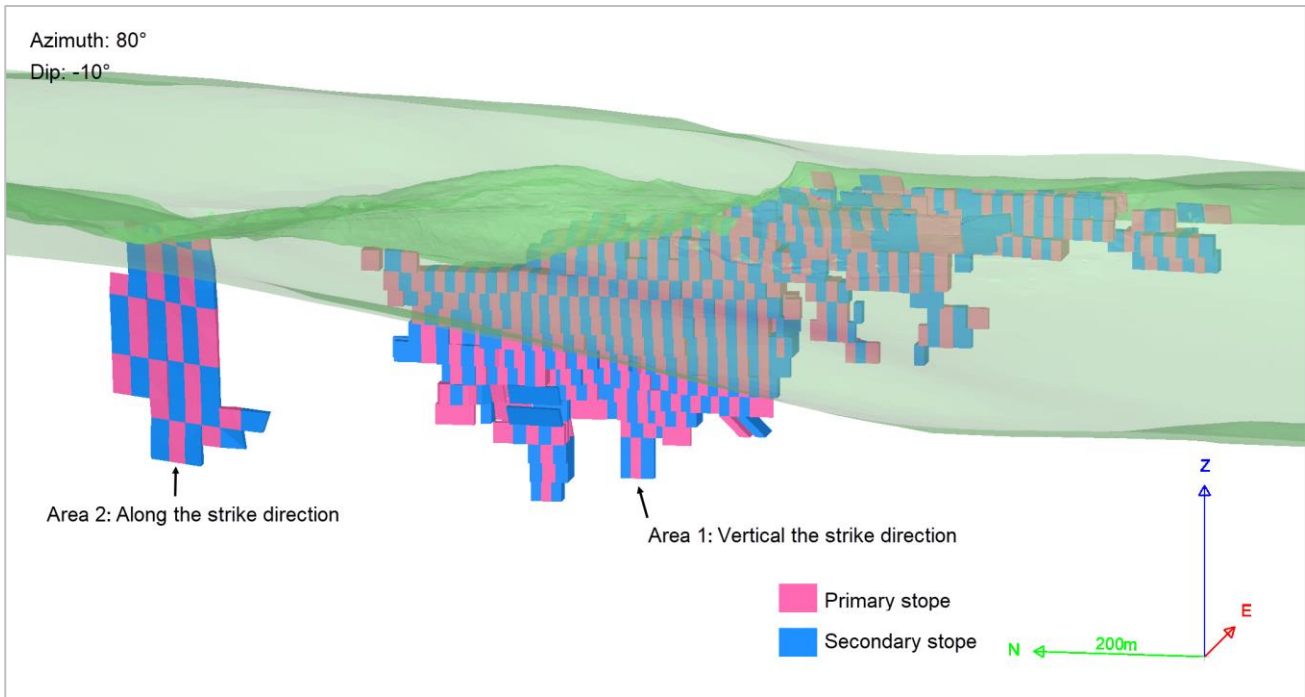 Azimuth: 80°
Dip: -10°
Area 2: Along the strike direction
Area 1: Vertical the strike direction
Primary stope
Secondary stope
Z
E
N
200m